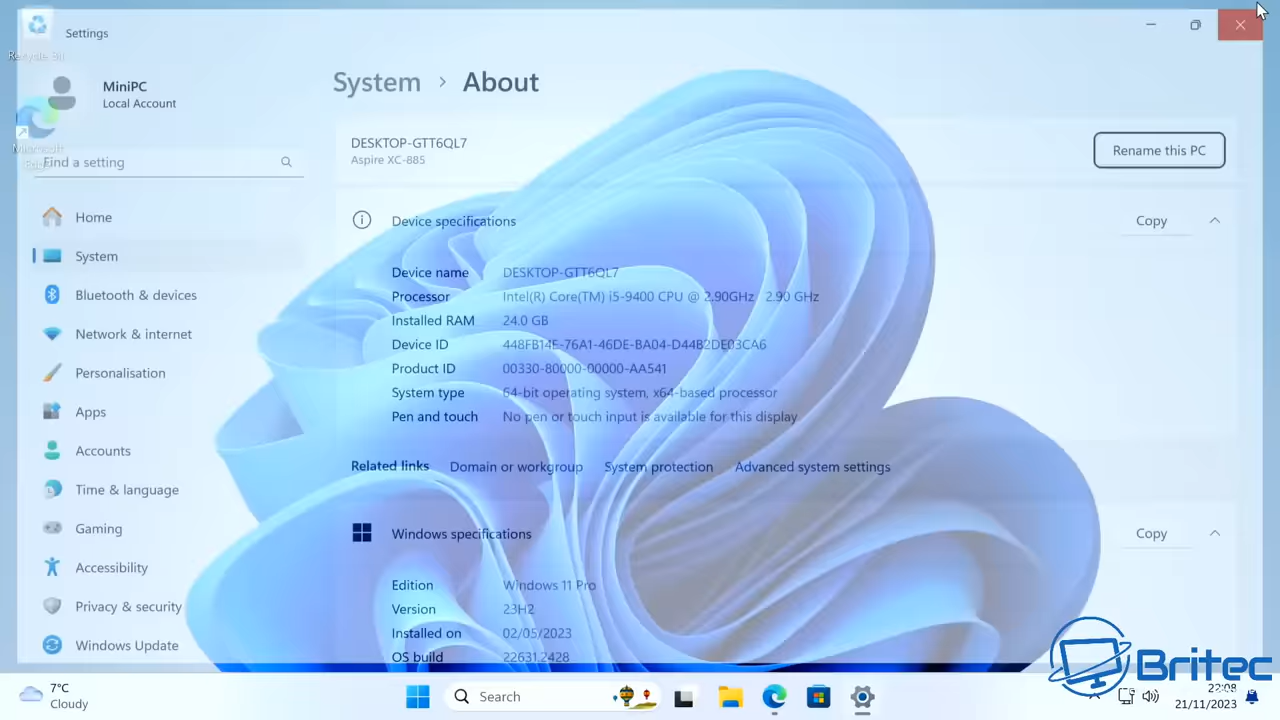 Settings
Recycle Bin
MiniPC
Local Account
Microsoft
Edge
Find a setting
Home
System
Bluetooth & devices
Network & internet
Personalisation
Apps
Accounts
Time & language
Gaming
Accessibility
Privacy & security
Windows Update
System > About
DESKTOP-GTT6QL7
Aspire XC-885
Rename this PC
Device specifications
Copy
Device name DESKTOP-GTT6QL7
Processor Intel(R) Core(TM) i5-9400 CPU @ 2.90GHz 2.90 GHz
Installed RAM 24.0 GB
Device ID 448FB14E-76A1-46DE-BA04-D44B2DE03CA6
Product ID 00330-80000-00000-AA541
System type 64-bit operating system, x64-based processor
Pen and touch No pen or touch input is available for this display
Related links Domain or workgroup System protection Advanced system settings
Windows specifications
Copy
Edition Windows 11 Pro
Version 23H2
Installed on 02/05/2023
OS build 22631.2428
Britec
7°C
Cloudy
Search
22:08
21/11/2023